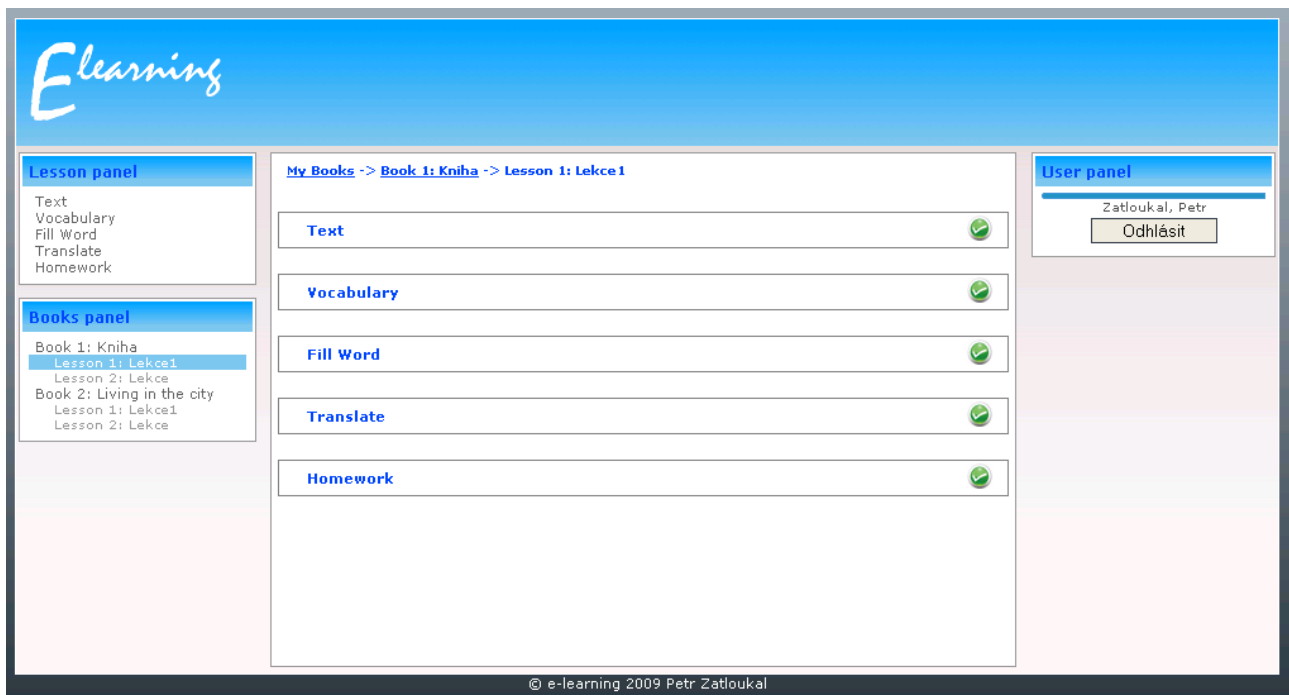 Elearning
Lesson panel
Text
Vocabulary
Fill Word
Translate
Homework
Books panel
Book 1: Kniha
Lesson 1: Lekce1
Lesson 2: Lekce
Book 2: Living in the city
Lesson 1: Lekce1
Lesson 2: Lekce
My Books -> Book 1: Kniha -> Lesson 1: Lekce1
Text
Vocabulary
Fill Word
Translate
Homework
User panel
Zatloukal, Petr
Odhlásit
© e-learning 2009 Petr Zatloukal